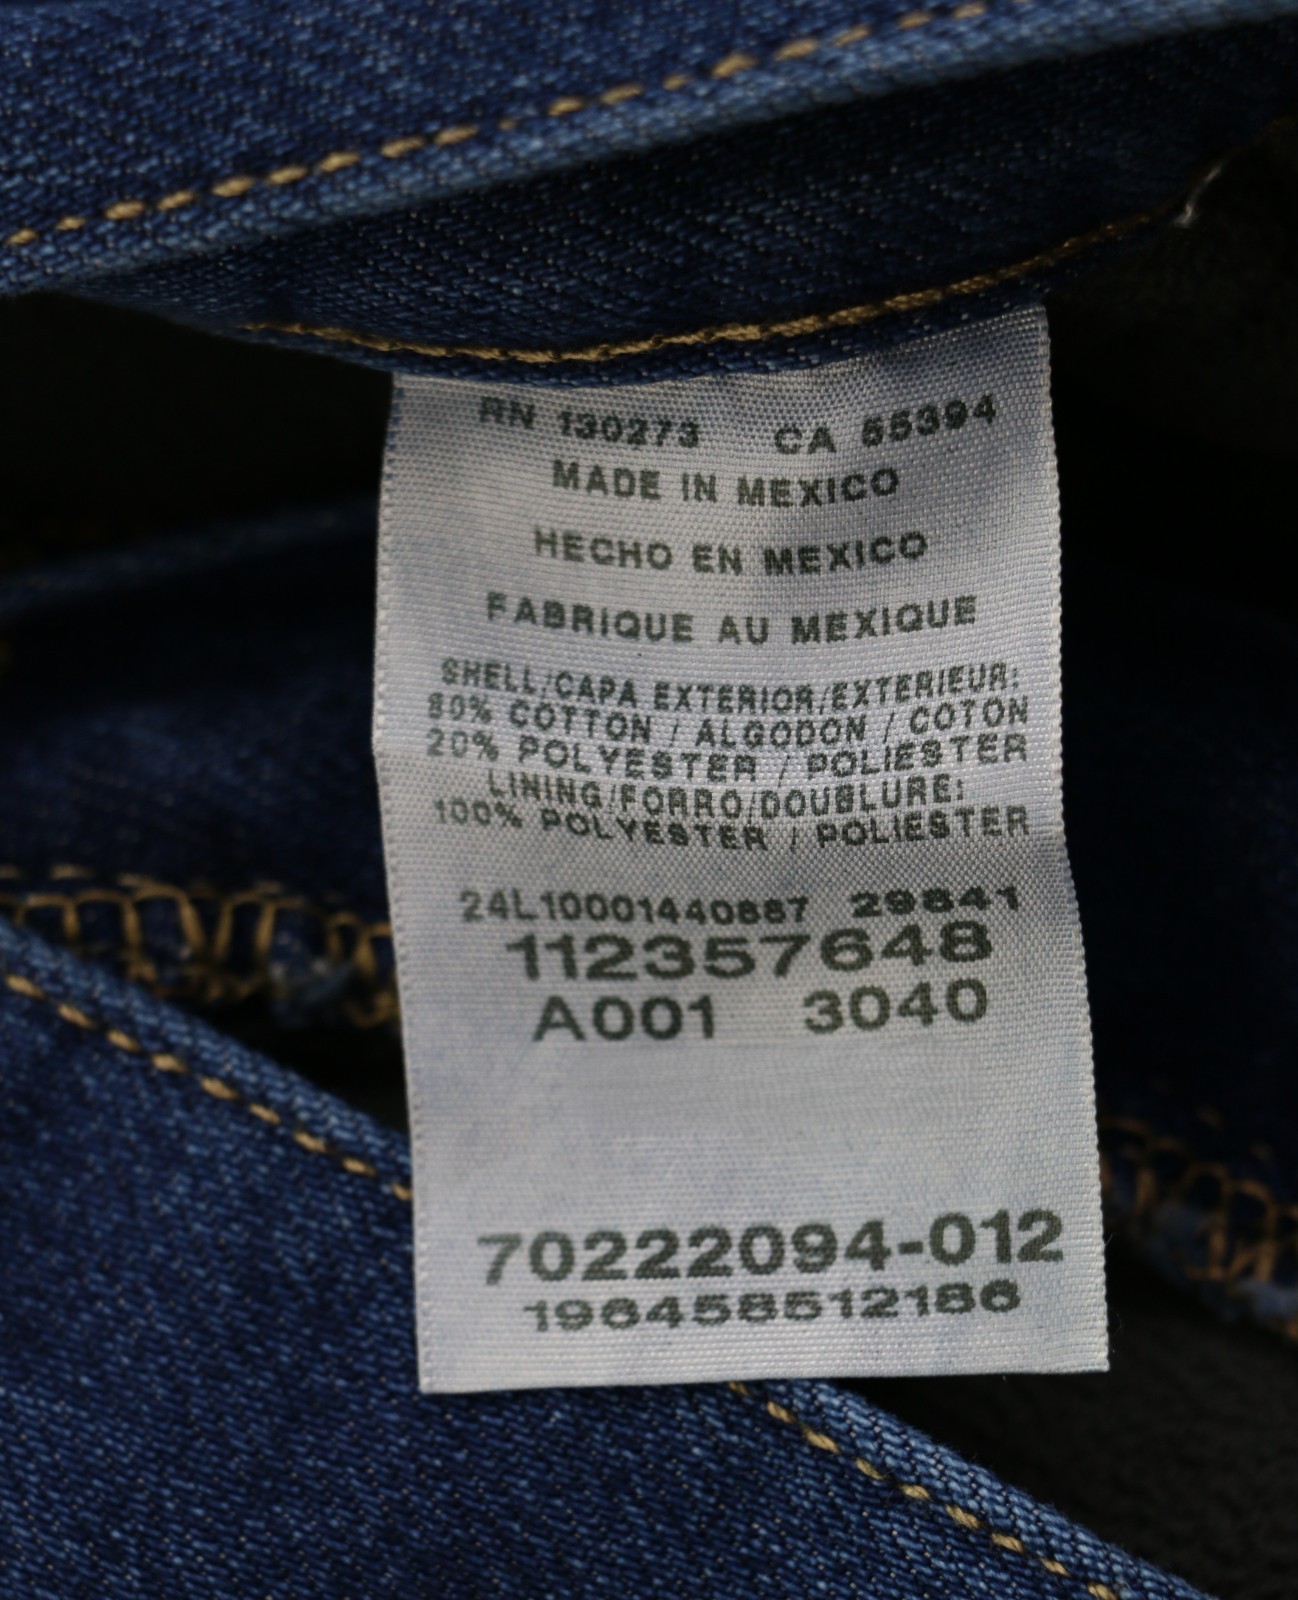 RN 130273 CA 55394
MADE IN MEXICO
HECHO EN MEXICO
FABRIQUE AU MEXIQUE
SHELL/CAPA EXTERIOR/EXTERIEUR:
80% COTTON / ALGODON / COTON
20% POLYESTER / POLIESTER
LINING/FORRO/DOUBLURE:
100% POLYESTER / POLIESTER
24L10001440887 29841
112357648
A001 3040
70222094-012
196458512186